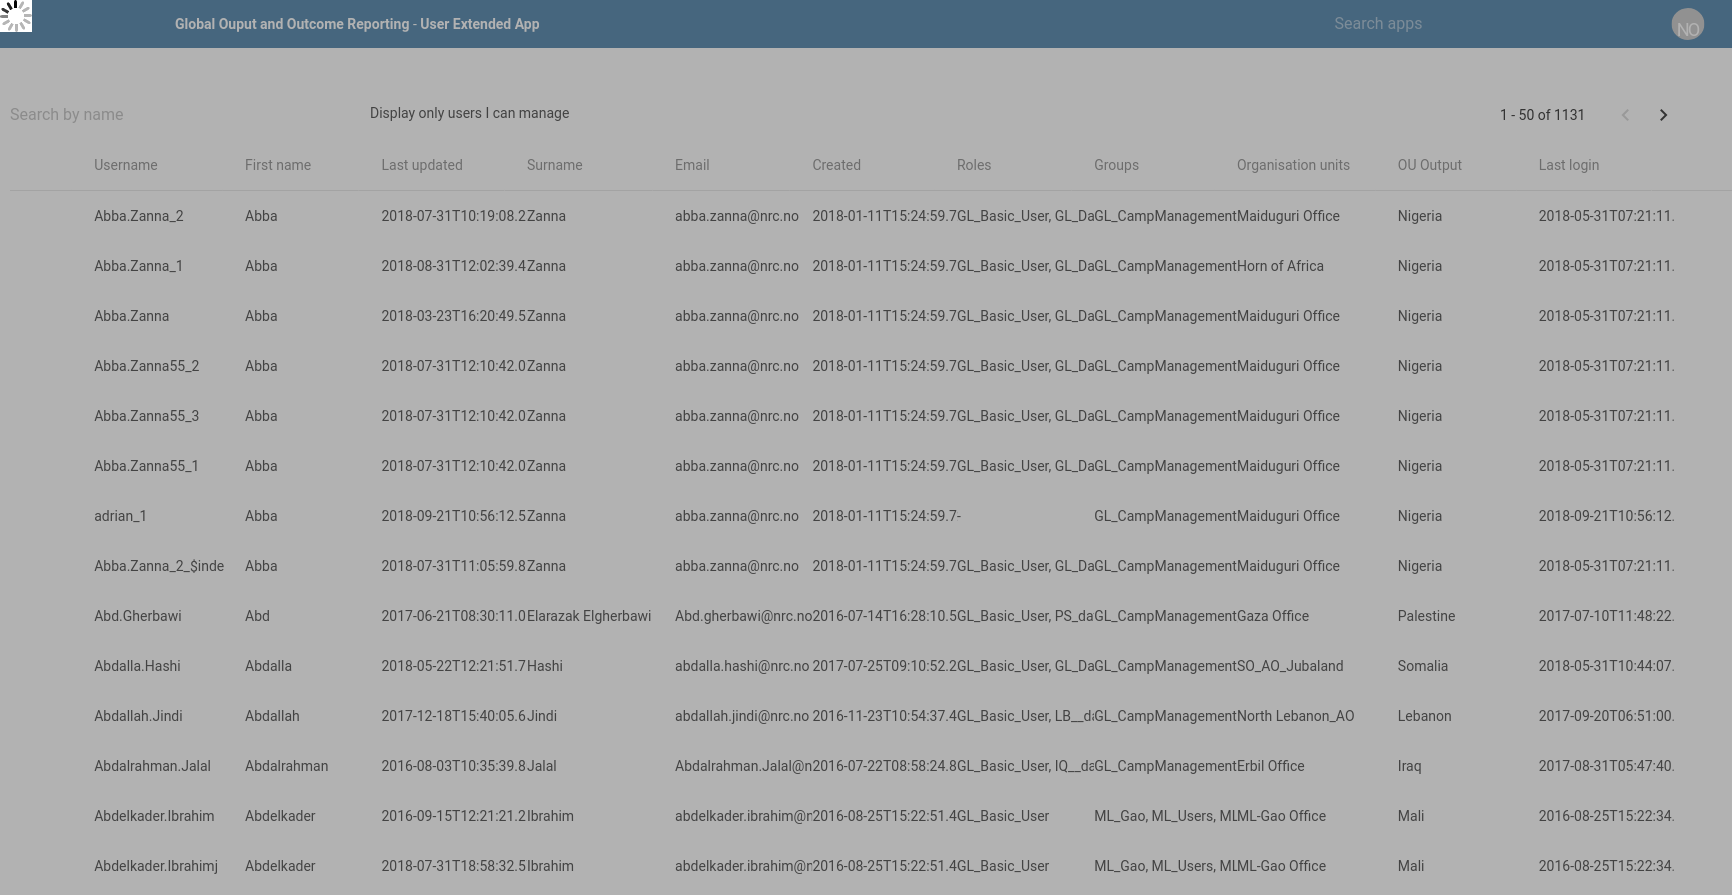 Global Ouput and Outcome Reporting - User Extended App Search apps NO
Search by name Display only users I can manage 1 - 50 of 1131
Username First name Last updated Surname Email Created Roles Groups Organisation units OU Output Last login
Abba.Zanna_2 Abba 2018-07-31T10:19:08.2 Zanna abba.zanna@nrc.no 2018-01-11T15:24:59.7 GL_Basic_User, GL_Da GL_CampManagement Maiduguri Office Nigeria 2018-05-31T07:21:11.
Abba.Zanna_1 Abba 2018-08-31T12:02:39.4 Zanna abba.zanna@nrc.no 2018-01-11T15:24:59.7 GL_Basic_User, GL_Da GL_CampManagement Horn of Africa Nigeria 2018-05-31T07:21:11.
Abba.Zanna Abba 2018-03-23T16:20:49.5 Zanna abba.zanna@nrc.no 2018-01-11T15:24:59.7 GL_Basic_User, GL_Da GL_CampManagement Maiduguri Office Nigeria 2018-05-31T07:21:11.
Abba.Zanna55_2 Abba 2018-07-31T12:10:42.0 Zanna abba.zanna@nrc.no 2018-01-11T15:24:59.7 GL_Basic_User, GL_Da GL_CampManagement Maiduguri Office Nigeria 2018-05-31T07:21:11.
Abba.Zanna55_3 Abba 2018-07-31T12:10:42.0 Zanna abba.zanna@nrc.no 2018-01-11T15:24:59.7 GL_Basic_User, GL_Da GL_CampManagement Maiduguri Office Nigeria 2018-05-31T07:21:11.
Abba.Zanna55_1 Abba 2018-07-31T12:10:42.0 Zanna abba.zanna@nrc.no 2018-01-11T15:24:59.7 GL_Basic_User, GL_Da GL_CampManagement Maiduguri Office Nigeria 2018-05-31T07:21:11.
adrian_1 Abba 2018-09-21T10:56:12.5 Zanna abba.zanna@nrc.no 2018-01-11T15:24:59.7 - GL_CampManagement Maiduguri Office Nigeria 2018-09-21T10:56:12.
Abba.Zanna_2_$inde Abba 2018-07-31T11:05:59.8 Zanna abba.zanna@nrc.no 2018-01-11T15:24:59.7 GL_Basic_User, GL_Da GL_CampManagement Maiduguri Office Nigeria 2018-05-31T07:21:11.
Abd.Gherbawi Abd 2017-06-21T08:30:11.0 Elarazak Elgherbawi Abd.gherbawi@nrc.no 2016-07-14T16:28:10.5 GL_Basic_User, PS_da GL_CampManagement Gaza Office Palestine 2017-07-10T11:48:22.
Abdalla.Hashi Abdalla 2018-05-22T12:21:51.7 Hashi abdalla.hashi@nrc.no 2017-07-25T09:10:52.2 GL_Basic_User, GL_Da GL_CampManagement SO_AO_Jubaland Somalia 2018-05-31T10:44:07.
Abdallah.Jindi Abdallah 2017-12-18T15:40:05.6 Jindi abdallah.jindi@nrc.no 2016-11-23T10:54:37.4 GL_Basic_User, LB__d GL_CampManagement North Lebanon_AO Lebanon 2017-09-20T06:51:00.
Abdalrahman.Jalal Abdalrahman 2016-08-03T10:35:39.8 Jalal Abdalrahman.Jalal@n 2016-07-22T08:58:24.8 GL_Basic_User, IQ__da GL_CampManagement Erbil Office Iraq 2017-08-31T05:47:40.
Abdelkader.Ibrahim Abdelkader 2016-09-15T12:21:21.2 Ibrahim abdelkader.ibrahim@n 2016-08-25T15:22:51.4 GL_Basic_User ML_Gao, ML_Users, ML ML-Gao Office Mali 2016-08-25T15:22:34.
Abdelkader.Ibrahimj Abdelkader 2018-07-31T18:58:32.5 Ibrahim abdelkader.ibrahim@n 2016-08-25T15:22:51.4 GL_Basic_User ML_Gao, ML_Users, ML ML-Gao Office Mali 2016-08-25T15:22:34.